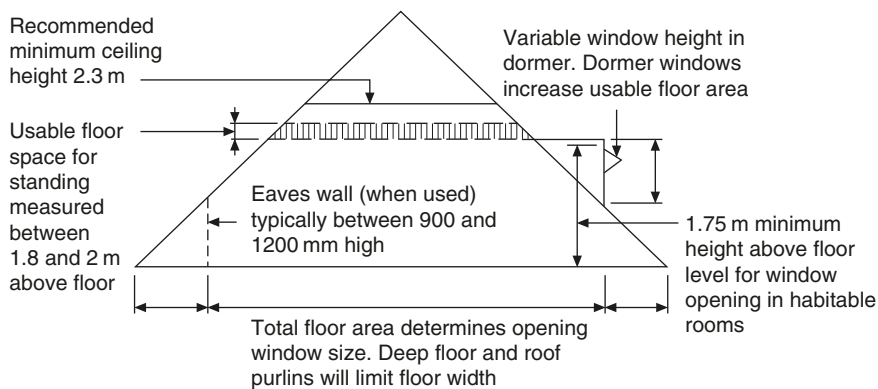 Recommended
minimum ceiling
height 2.3 m
Usable floor
space for
standing
measured
between
1.8 and 2 m
above floor
Eaves wall (when used)
typically between 900 and
1200 mm high
Variable window height in
dormer. Dormer windows
increase usable floor area
1.75 m minimum
height above floor
level for window
opening in habitable
rooms
Total floor area determines opening
window size. Deep floor and roof
purlins will limit floor width